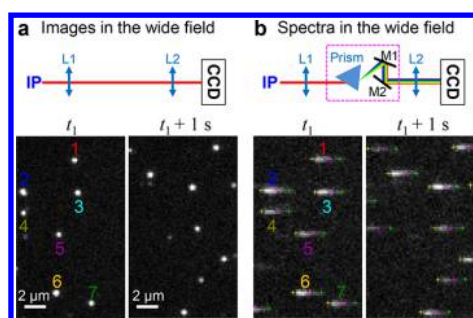 a Images in the wide field
L1
L2
IP
CCD
t₁
t₁ + 1 s
1
2
3
4
5
6
7
2 μm
b Spectra in the wide field
L1
Prism
M1
L2
IP
M2
CCD
t₁
t₁ + 1 s
1
2
3
4
5
6
7
2 μm